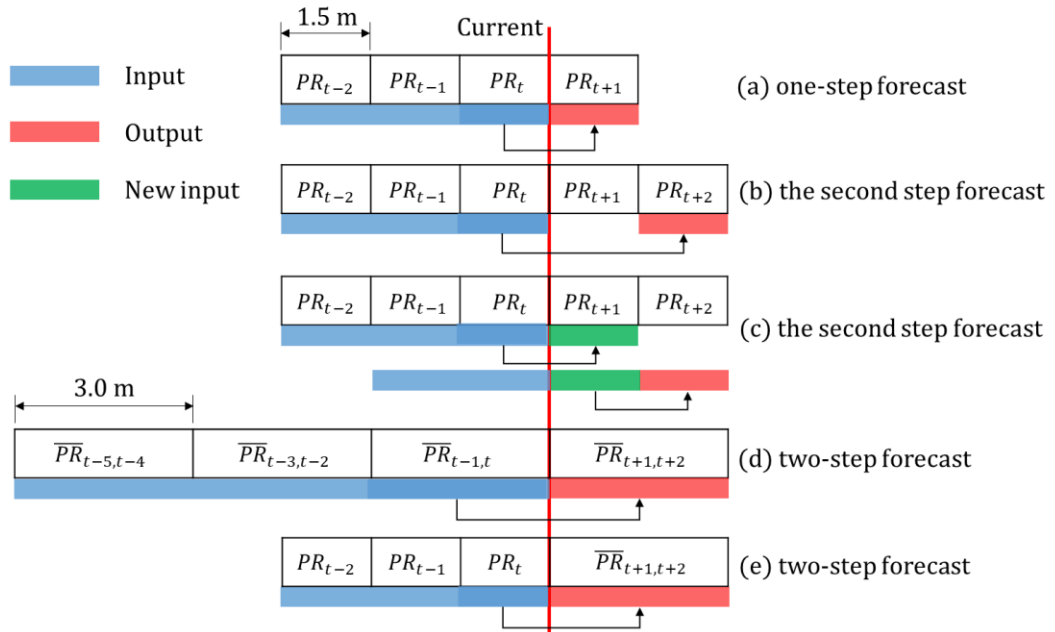 1.5 m
Current
Input
Output
New input
PR_{t−2} PR_{t−1} PR_t PR_{t+1}
(a) one-step forecast
PR_{t−2} PR_{t−1} PR_t PR_{t+1} PR_{t+2}
(b) the second step forecast
PR_{t−2} PR_{t−1} PR_t PR_{t+1} PR_{t+2}
(c) the second step forecast
3.0 m
\overline{PR}_{t−5,t−4} \overline{PR}_{t−3,t−2} \overline{PR}_{t−1,t} \overline{PR}_{t+1,t+2}
(d) two-step forecast
PR_{t−2} PR_{t−1} PR_t \overline{PR}_{t+1,t+2}
(e) two-step forecast